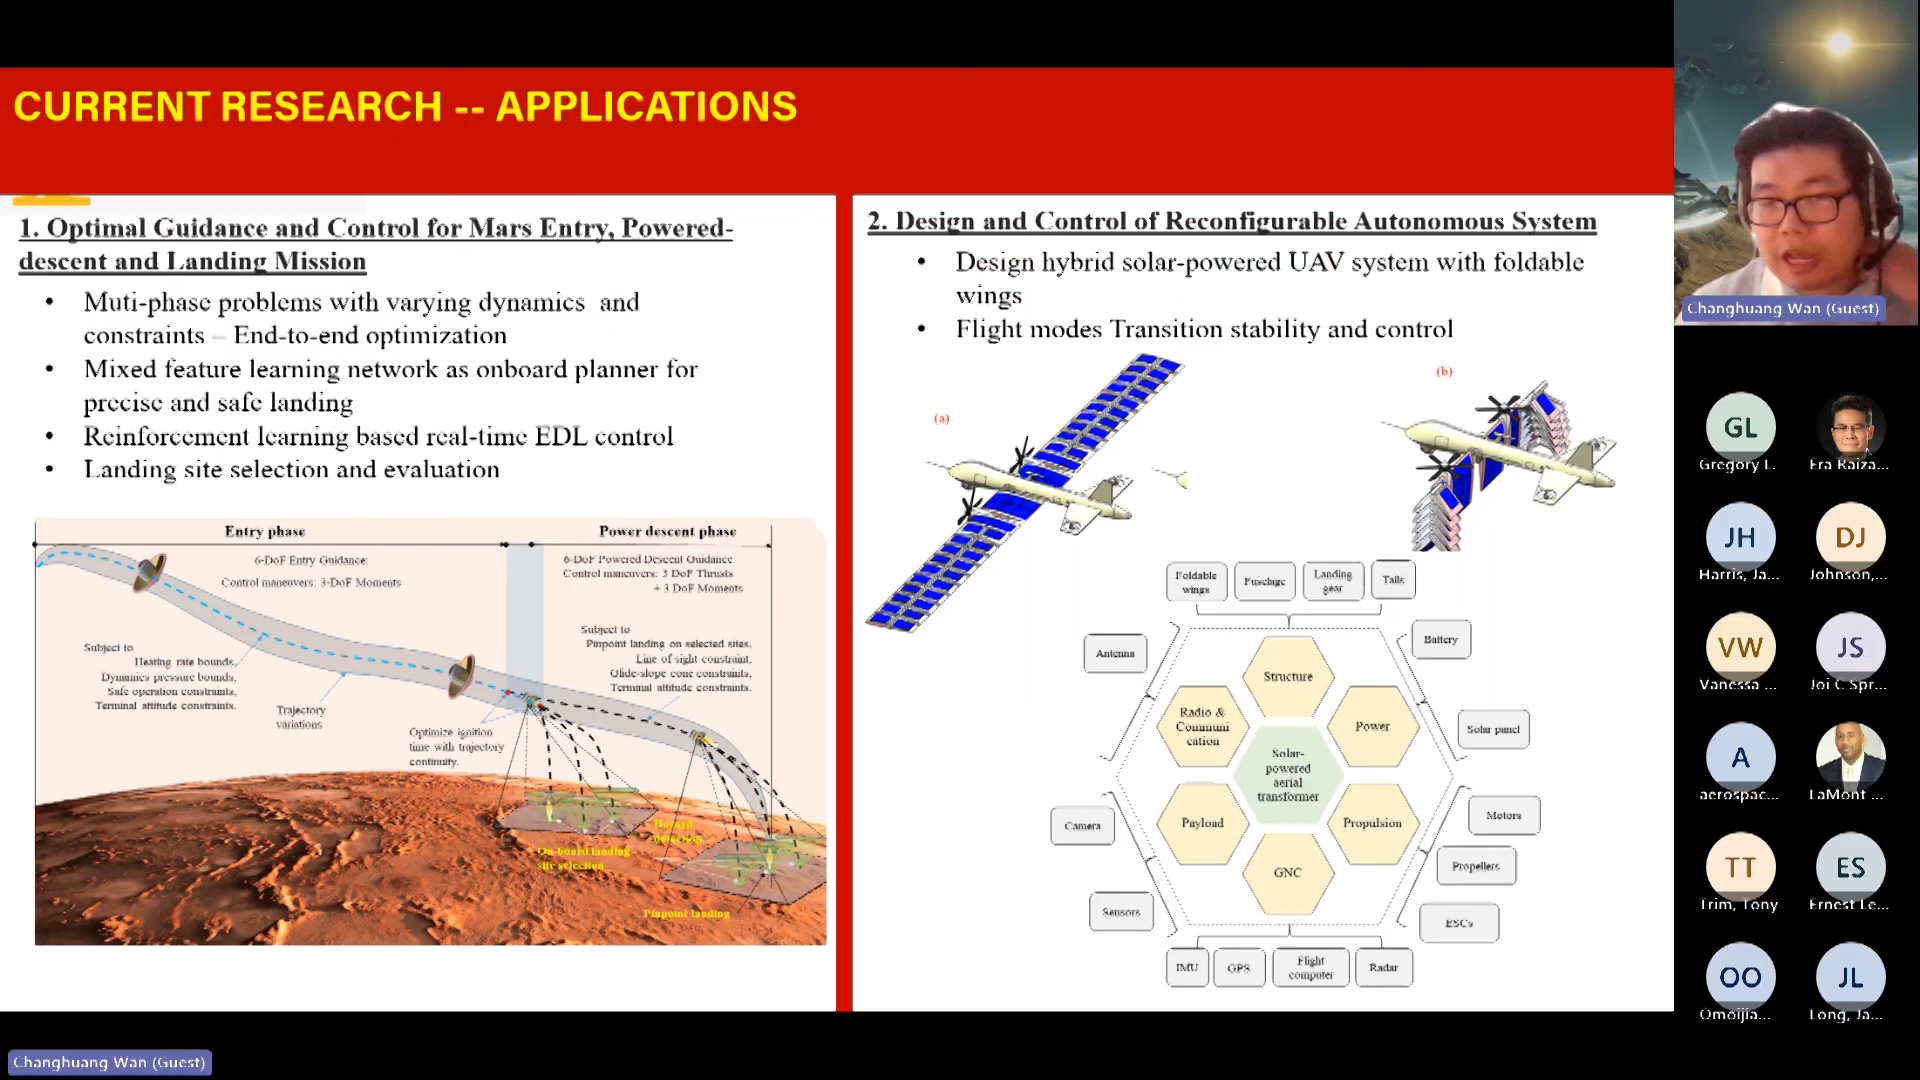 CURRENT RESEARCH -- APPLICATIONS
1. Optimal Guidance and Control for Mars Entry, Powered-
descent and Landing Mission
• Muti-phase problems with varying dynamics and
constraints – End-to-end optimization
• Mixed feature learning network as onboard planner for
precise and safe landing
• Reinforcement learning based real-time EDL control
• Landing site selection and evaluation
Entry phase
6-DoF Entry Guidance:
Control maneuvers: 3-DoF Moments
Power descent phase
6-DoF Powered Descent Guidance
Control maneuvers: 3 DoF Thrusts
+ 3 DoF Moments
Subject to
Heating rate bounds,
Dynamics pressure bounds,
Safe operation constraints,
Terminal attitude constraints.
Trajectory
variations
Subject to
Pinpoint landing on selected sites,
Line of sight constraint,
Glide-slope cone constraints,
Terminal attitude constraints.
Optimize ignition
time with trajectory
continuity.
Hazard
detection
On-board landing
site selection
Pinpoint landing
2. Design and Control of Reconfigurable Autonomous System
• Design hybrid solar-powered UAV system with foldable
wings
• Flight modes Transition stability and control
(a)
(b)
Foldable
wings
Fuselage
Landing
gear
Tails
Antenna
Battery
Structure
Radio &
Communi
cation
Power
Solar panel
Solar-
powered
aerial
transformer
Camera
Payload
Propulsion
Motors
Propellers
GNC
Sensors
ESCs
IMU
GPS
Flight
computer
Radar
Changhuang Wan (Guest)
GL
Gregory L.
Era Raiza...
JH
Harris, Ja...
DJ
Johnson,...
VW
Vanessa ...
JS
Joi C Spr...
A
aerospac...
LaMont ...
TT
Trim, Tony
ES
Ernest Le...
OO
Omoijia...
JL
Long, Ja...
Changhuang Wan (Guest)